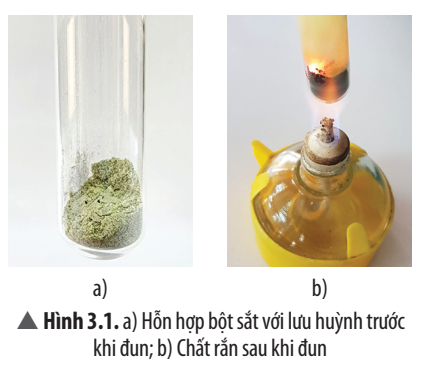 a)
b)
▲ Hình 3.1. a) Hỗn hợp bột sắt với lưu huỳnh trước
khi đun; b) Chất rắn sau khi đun